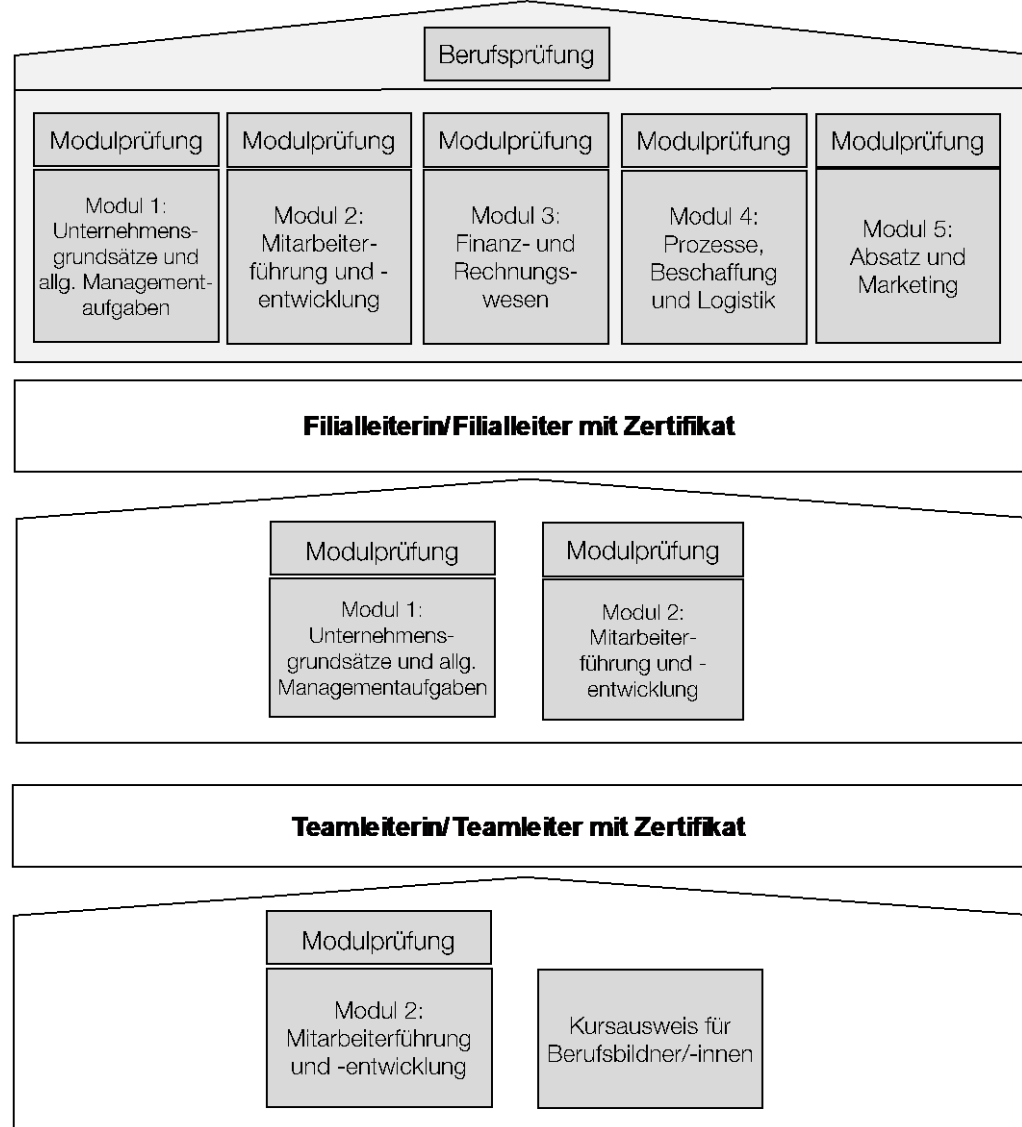 Berufsprüfung
Modulprüfung
Modul 1:
Unternehmens-
grundsätze und
allg. Management-
aufgaben
Modulprüfung
Modul 2:
Mitarbeiter-
führung und -
entwicklung
Modulprüfung
Modul 3:
Finanz- und
Rechnungs-
wesen
Modulprüfung
Modul 4:
Prozesse,
Beschaffung
und Logistik
Modulprüfung
Modul 5:
Absatz und
Marketing
Filialleiterin/Filialleiter mit Zertifikat
Modulprüfung
Modul 1:
Unternehmens-
grundsätze und allg.
Managementaufgaben
Modulprüfung
Modul 2:
Mitarbeiter-
führung und -
entwicklung
Teamleiterin/Teamleiter mit Zertifikat
Modulprüfung
Modul 2:
Mitarbeiterführung
und -entwicklung
Kursausweis für
Berufsbildner/-innen